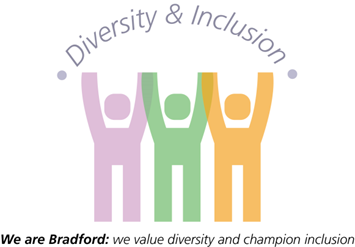 Diversity & Inclusion
We are Bradford: we value diversity and champion inclusion